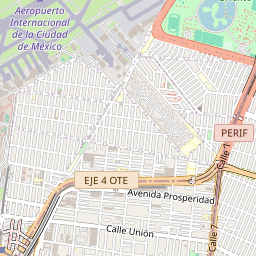 Oriente
Aeropuerto
Internacional
de la Ciudad
de México
PERIF
Calle 1
EJE 4 OTE
Avenida Prosperidad
Calle 7
Calle Unión